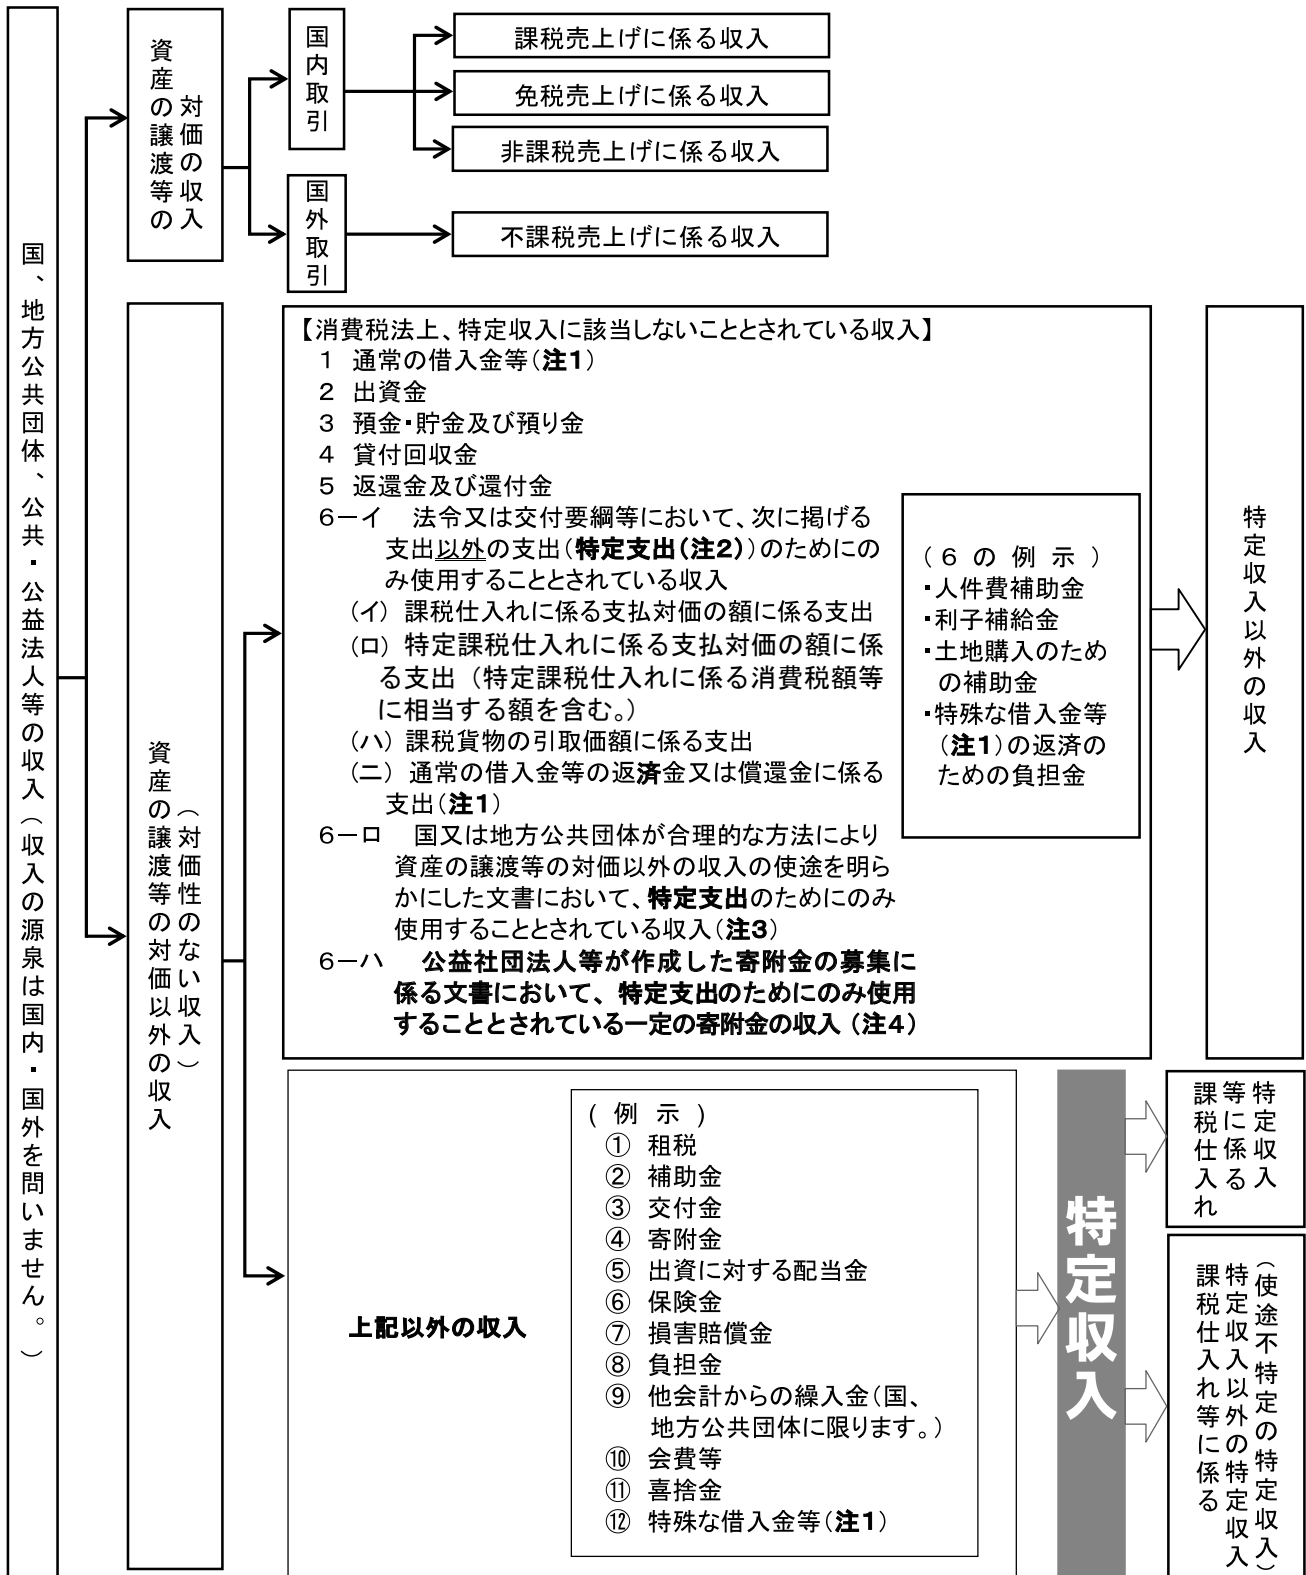 国、地方公共団体、公共・公益法人等の収入（収入の源泉は国内・国外を問いません。）
資産の譲渡等の
対価の収入
国内取引
課税売上げに係る収入
免税売上げに係る収入
非課税売上げに係る収入
国外取引
不課税売上げに係る収入
資産の譲渡等の対価以外の収入
（対価性のない収入）
【消費税法上、特定収入に該当しないこととされている収入】
１ 通常の借入金等（注１）
２ 出資金
３ 預金・貯金及び預り金
４ 貸付回収金
５ 返還金及び還付金
６－イ　法令又は交付要綱等において、次に掲げる
支出以外の支出（特定支出（注２））のためにの
み使用することとされている収入
（イ） 課税仕入れに係る支払対価の額に係る支出
（ロ） 特定課税仕入れに係る支払対価の額に係
る支出（特定課税仕入れに係る消費税額等
に相当する額を含む。）
（ハ） 課税貨物の引取価額に係る支出
（ニ） 通常の借入金等の返済金又は償還金に係る
支出（注１）
６－ロ　国又は地方公共団体が合理的な方法により
資産の譲渡等の対価以外の収入の使途を明ら
かにした文書において、特定支出のためにのみ
使用することとされている収入（注３）
６－ハ　公益社団法人等が作成した寄附金の募集に
係る文書において、特定支出のためにのみ使用
することとされている一定の寄附金の収入（注４）
（６の例示）
・人件費補助金
・利子補給金
・土地購入のため
の補助金
・特殊な借入金等
（注１）の返済の
ための負担金
特定収入以外の収入
上記以外の収入
（例示）
① 租税
② 補助金
③ 交付金
④ 寄附金
⑤ 出資に対する配当金
⑥ 保険金
⑦ 損害賠償金
⑧ 負担金
⑨ 他会計からの繰入金（国、
地方公共団体に限ります。）
⑩ 会費等
⑪ 喜捨金
⑫ 特殊な借入金等（注１）
特定収入
課税仕入れ
等に係る
特定収入
課税仕入れ等に係る
特定収入以外の特定収入
（使途不特定の特定収入）